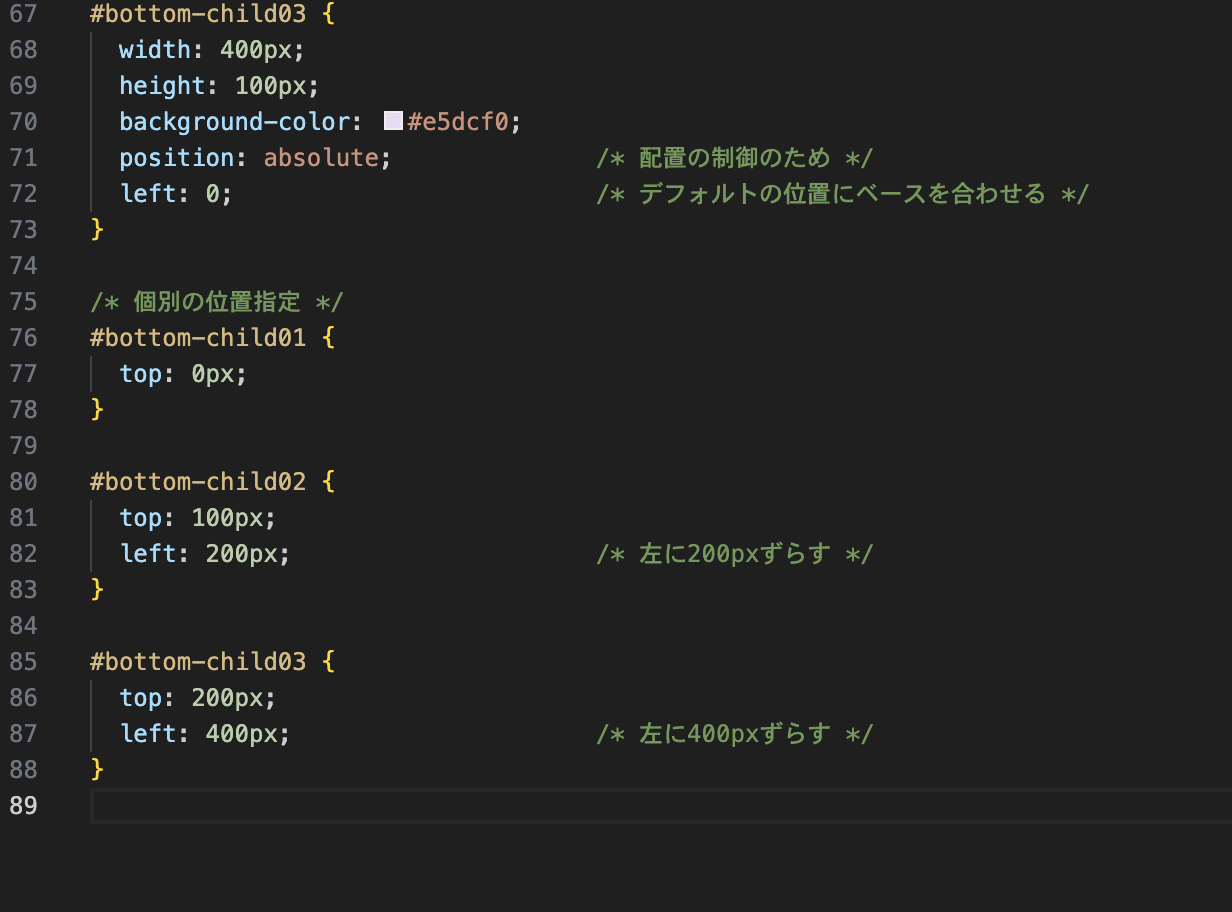 67 #bottom-child03 {
68 width: 400px;
69 height: 100px;
70 background-color: #e5dcf0;
71 position: absolute; /* 配置の制御のため */
72 left: 0; /* デフォルトの位置にベースを合わせる */
73 }
74
75 /* 個別の位置指定 */
76 #bottom-child01 {
77 top: 0px;
78 }
79
80 #bottom-child02 {
81 top: 100px;
82 left: 200px; /* 左に200pxずらす */
83 }
84
85 #bottom-child03 {
86 top: 200px;
87 left: 400px; /* 左に400pxずらす */
88 }
89